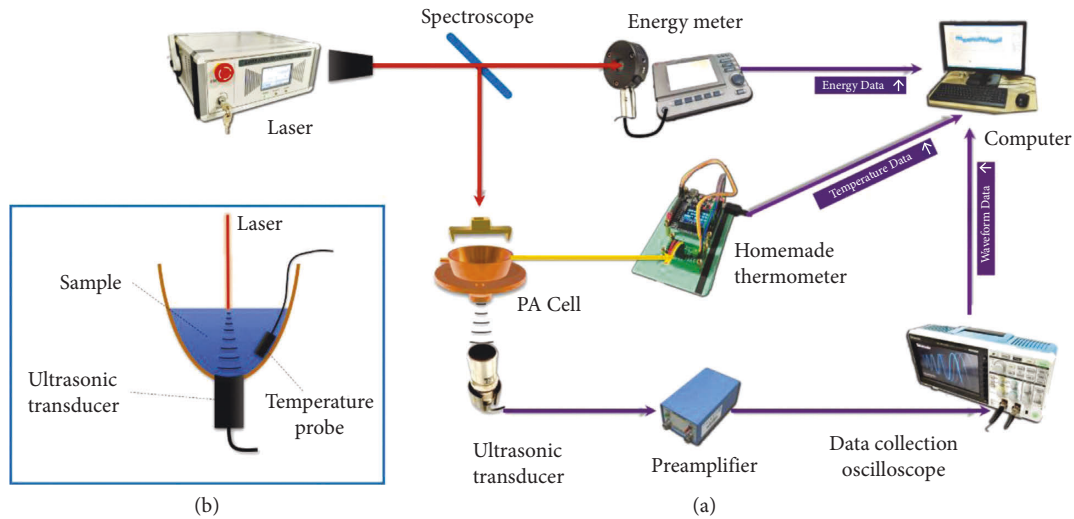 Spectroscope
Energy meter
Energy Data →
Laser
Computer
Temperature Data →
Waveform Data →
Homemade
thermometer
PA Cell
Ultrasonic
transducer
Preamplifier
Data collection
oscilloscope
(a)
Laser
Sample
Ultrasonic
transducer
Temperature
probe
(b)